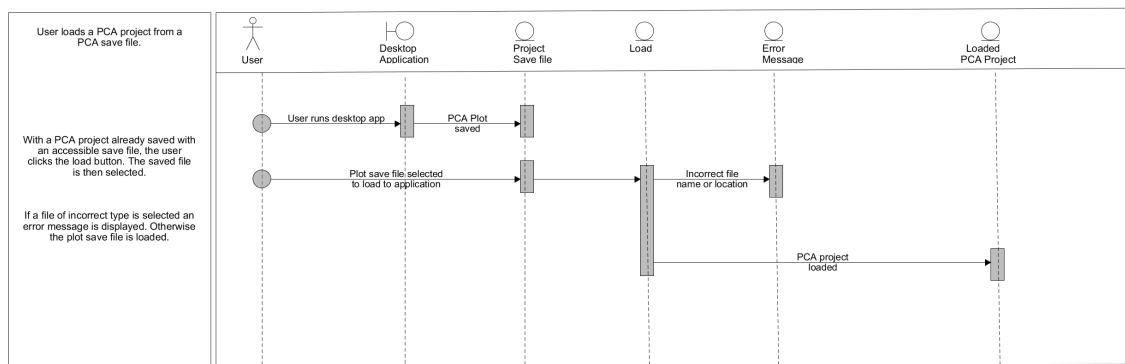 User loads a PCA project from a
PCA save file.
With a PCA project already saved with
an accessible save file, the user
clicks the load button. The saved file
is then selected.
If a file of incorrect type is selected an
error message is displayed. Otherwise
the plot save file is loaded.
User
Desktop
Application
Project
Save file
Load
Error
Message
Loaded
PCA Project
User runs desktop app
PCA Plot
saved
Plot save file selected
to load to application
Incorrect file
name or location
PCA project
loaded